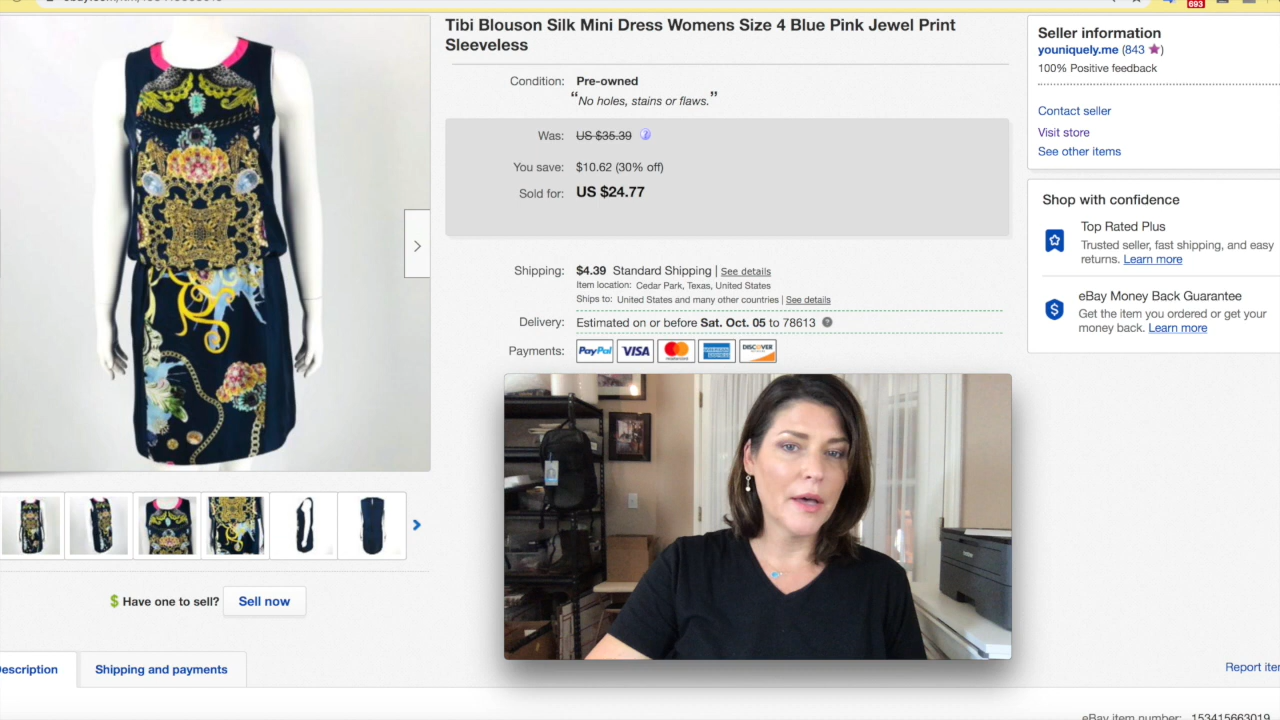 693
Tibi Blouson Silk Mini Dress Womens Size 4 Blue Pink Jewel Print
Sleeveless
Condition: Pre-owned
“No holes, stains or flaws.”
Was: US $35.39
You save: $10.62 (30% off)
Sold for: US $24.77
Shipping: $4.39 Standard Shipping | See details
Item location: Cedar Park, Texas, United States
Ships to: United States and many other countries | See details
Delivery: Estimated on or before Sat. Oct. 05 to 78613
Payments: PayPal VISA MasterCard AMERICAN EXPRESS DISCOVER
Seller information
youniquely.me (843 ★)
100% Positive feedback
Contact seller
Visit store
See other items
Shop with confidence
Top Rated Plus
Trusted seller, fast shipping, and easy
returns. Learn more
eBay Money Back Guarantee
Get the item you ordered or get your
money back. Learn more
Have one to sell? Sell now
escription
Shipping and payments
Report iter
eBay item number: 153415663019